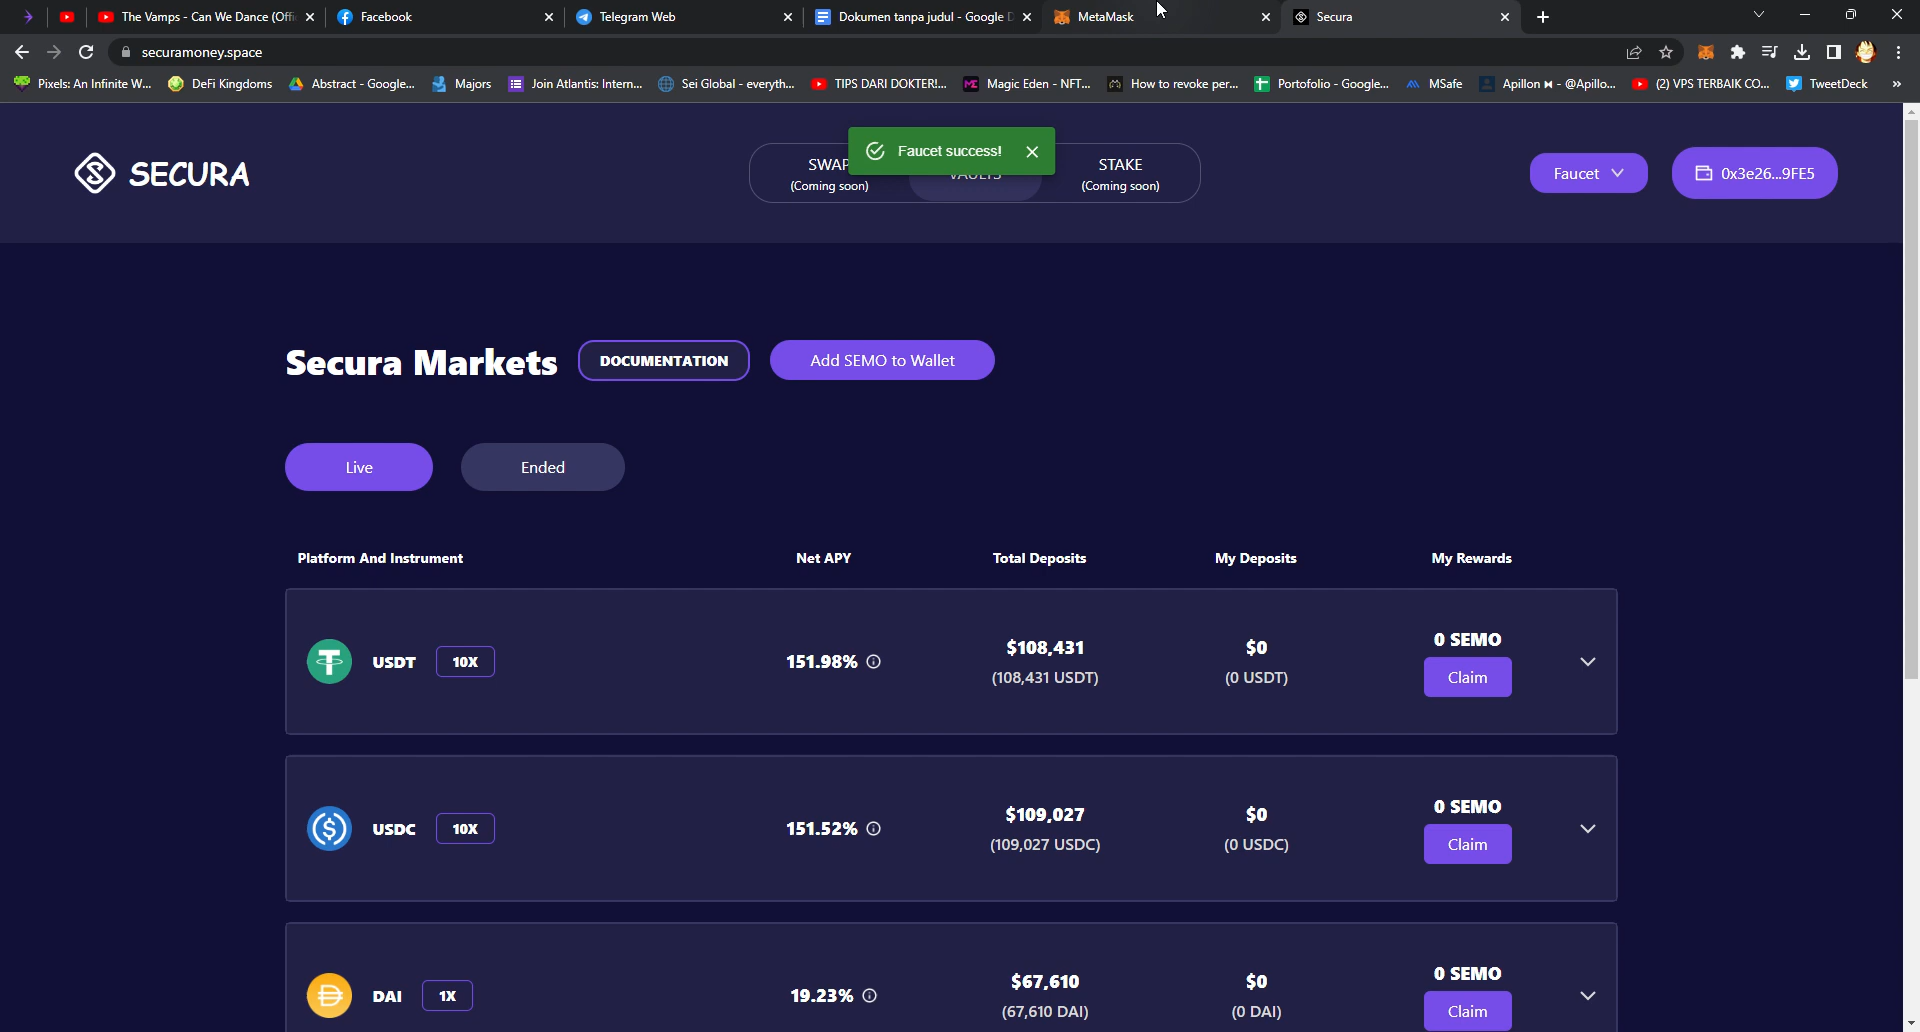 The Vamps - Can We Dance (Offi
Facebook
Telegram Web
Dokumen tanpa judul - Google D
MetaMask
Secura
securamoney.space
Pixels: An Infinite W...
DeFi Kingdoms
Abstract - Google...
Majors
Join Atlantis: Intern...
Sei Global - everyth...
TIPS DARI DOKTER!...
Magic Eden - NFT...
How to revoke per...
Portofolio - Google...
MSafe
Apillon ⧓ - @Apillo...
(2) VPS TERBAIK CO...
TweetDeck
»
SECURA
SWAP
(Coming soon)
Faucet success!
VAULTS
STAKE
(Coming soon)
Faucet
0x3e26...9FE5
Secura Markets
DOCUMENTATION
Add SEMO to Wallet
Live
Ended
Platform And Instrument
Net APY
Total Deposits
My Deposits
My Rewards
USDT
10X
151.98%
$108,431
(108,431 USDT)
$0
(0 USDT)
0 SEMO
Claim
USDC
10X
151.52%
$109,027
(109,027 USDC)
$0
(0 USDC)
0 SEMO
Claim
DAI
1X
19.23%
$67,610
(67,610 DAI)
$0
(0 DAI)
0 SEMO
Claim